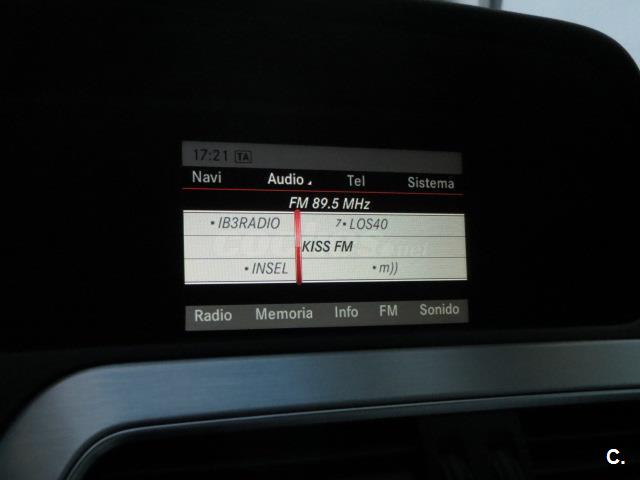 17:21 TA
Navi Audio Tel Sistema
FM 89.5 MHz
• IB3RADIO 7• LOS40
KISS FM
• INSEL • m))
Radio Memoria Info FM Sonido
C.